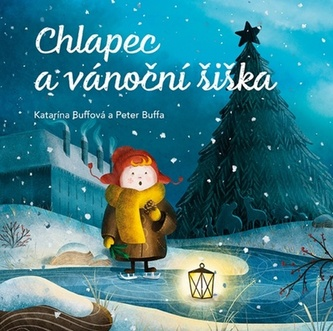 Chlapec
a vánoční šiška
Katarína Buffová a Peter Buffa